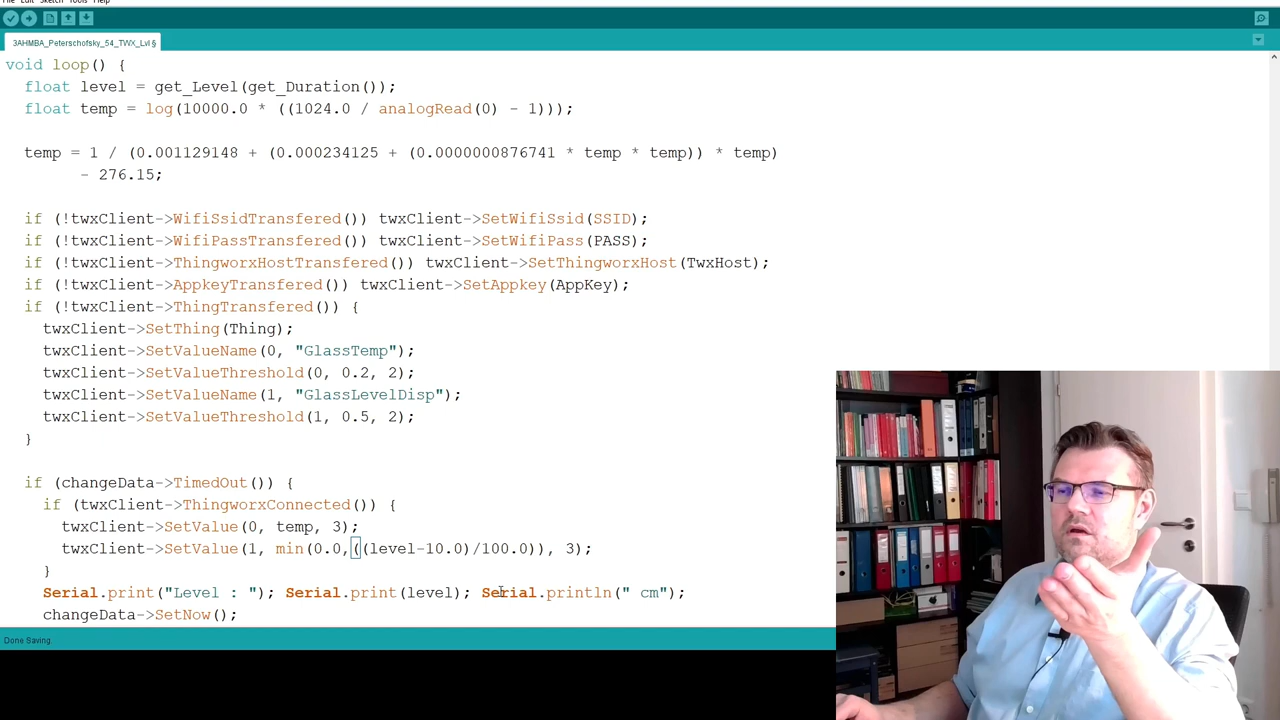 File Edit Sketch Tools Help
3AHMBA_Peterschofsky_54_TWX_Lvl §
void loop() {
float level = get_Level(get_Duration());
float temp = log(10000.0 * ((1024.0 / analogRead(0) - 1)));
temp = 1 / (0.001129148 + (0.000234125 + (0.0000000876741 * temp * temp)) * temp)
- 276.15;
if (!twxClient->WifiSsidTransfered()) twxClient->SetWifiSsid(SSID);
if (!twxClient->WifiPassTransfered()) twxClient->SetWifiPass(PASS);
if (!twxClient->ThingworxHostTransfered()) twxClient->SetThingworxHost(TwxHost);
if (!twxClient->AppkeyTransfered()) twxClient->SetAppkey(AppKey);
if (!twxClient->ThingTransfered()) {
twxClient->SetThing(Thing);
twxClient->SetValueName(0, "GlassTemp");
twxClient->SetValueThreshold(0, 0.2, 2);
twxClient->SetValueName(1, "GlassLevelDisp");
twxClient->SetValueThreshold(1, 0.5, 2);
}
if (changeData->TimedOut()) {
if (twxClient->ThingworxConnected()) {
twxClient->SetValue(0, temp, 3);
twxClient->SetValue(1, min(0.0,((level-10.0)/100.0)), 3);
}
Serial.print("Level : "); Serial.print(level); Serial.println(" cm");
changeData->SetNow();
Done Saving.